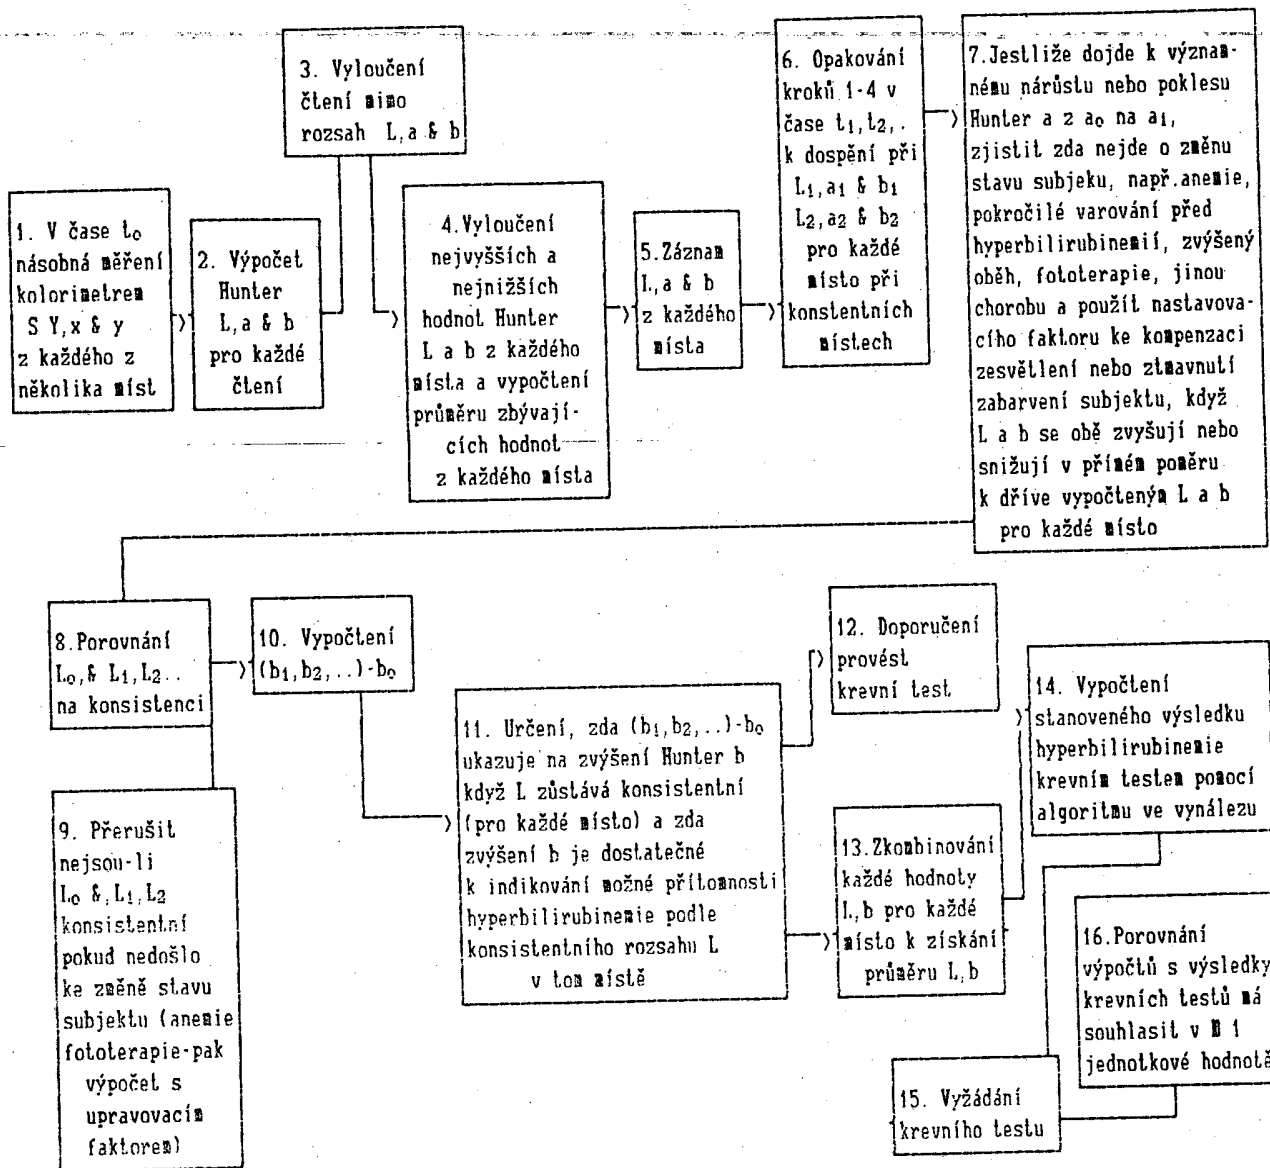 1. V čase t₀
násobná měření
kolorimetrem
S Y,x & y
z každého z
několika míst
2. Výpočet
Hunter
L,a & b
pro každé
čtení
3. Vyloučení
čtení mimo
rozsah L,a & b
4.Vyloučení
nejvyšších a
nejnižších
hodnot Hunter
L a b z každého
místa a vypočtení
průměru zbývají-
cích hodnot
z každého místa
5.Záznam
L,a & b
z každého
místa
6. Opakování
kroků 1-4 v
čase t₁,t₂,.
k dospění při
L₁,a₁ & b₁
L₂,a₂ & b₂
pro každé
místo při
konstentních
místech
7.Jestliže dojde k význam-
nému nárůstu nebo poklesu
Hunter a z a₀ na a₁,
zjistit zda nejde o změnu
stavu subjeku, např.anemie,
pokročilé varování před
hyperbilirubinemií, zvýšený
oběh, fototerapie, jinou
chorobu a použít nastavova-
cího faktoru ke kompenzaci
zesvětlení nebo ztmavnutí
zabarvení subjektu, když
L a b se obě zvyšují nebo
snižují v přímém poměru
k dříve vypočteným L a b
pro každé místo
8.Porovnání
L₀,& L₁,L₂..
na konsistenci
9. Přerušit
nejsou-li
L₀ &,L₁,L₂
konsistentní
pokud nedošlo
ke změně stavu
subjektu (anemie
fototerapie-pak
výpočet s
upravovacím
faktorem)
10. Vypočtení
(b₁,b₂,..)-b₀
11. Určení, zda (b₁,b₂,..)-b₀
ukazuje na zvýšení Hunter b
když L zůstává konsistentní
(pro každé místo) a zda
zvýšení b je dostatečné
k indikování možné přítomnosti
hyperbilirubinemie podle
konsistentního rozsahu L
v tom místě
12. Doporučení
provést
krevní test
13.Zkombinování
každé hodnoty
L,b pro každé
místo k získání
průměru L,b
14. Vypočtení
stanoveného výsledku
hyperbilirubinemie
krevním testem pomocí
algoritmu ve vynálezu
15. Vyžádání
krevního testu
16.Porovnání
výpočtů s výsledky
krevních testů má
souhlasit v 1
jednotkové hodnotě